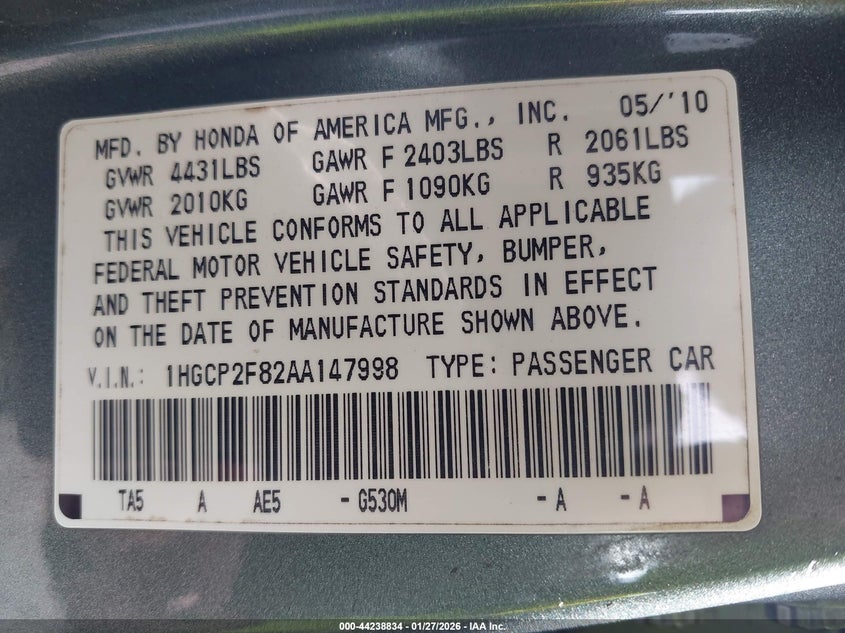 MFD. BY HONDA OF AMERICA MFG., INC. 05/'10
GVWR 4431LBS GAWR F 2403LBS R 2061LBS
GVWR 2010KG GAWR F 1090KG R 935KG
THIS VEHICLE CONFORMS TO ALL APPLICABLE
FEDERAL MOTOR VEHICLE SAFETY, BUMPER,
AND THEFT PREVENTION STANDARDS IN EFFECT
ON THE DATE OF MANUFACTURE SHOWN ABOVE.
V.I.N.: 1HGCP2F82AA147998 TYPE: PASSENGER CAR
TA5 A AE5 - G530M - A - A
000-44238834 | 01/27/2026 - IAA Inc.